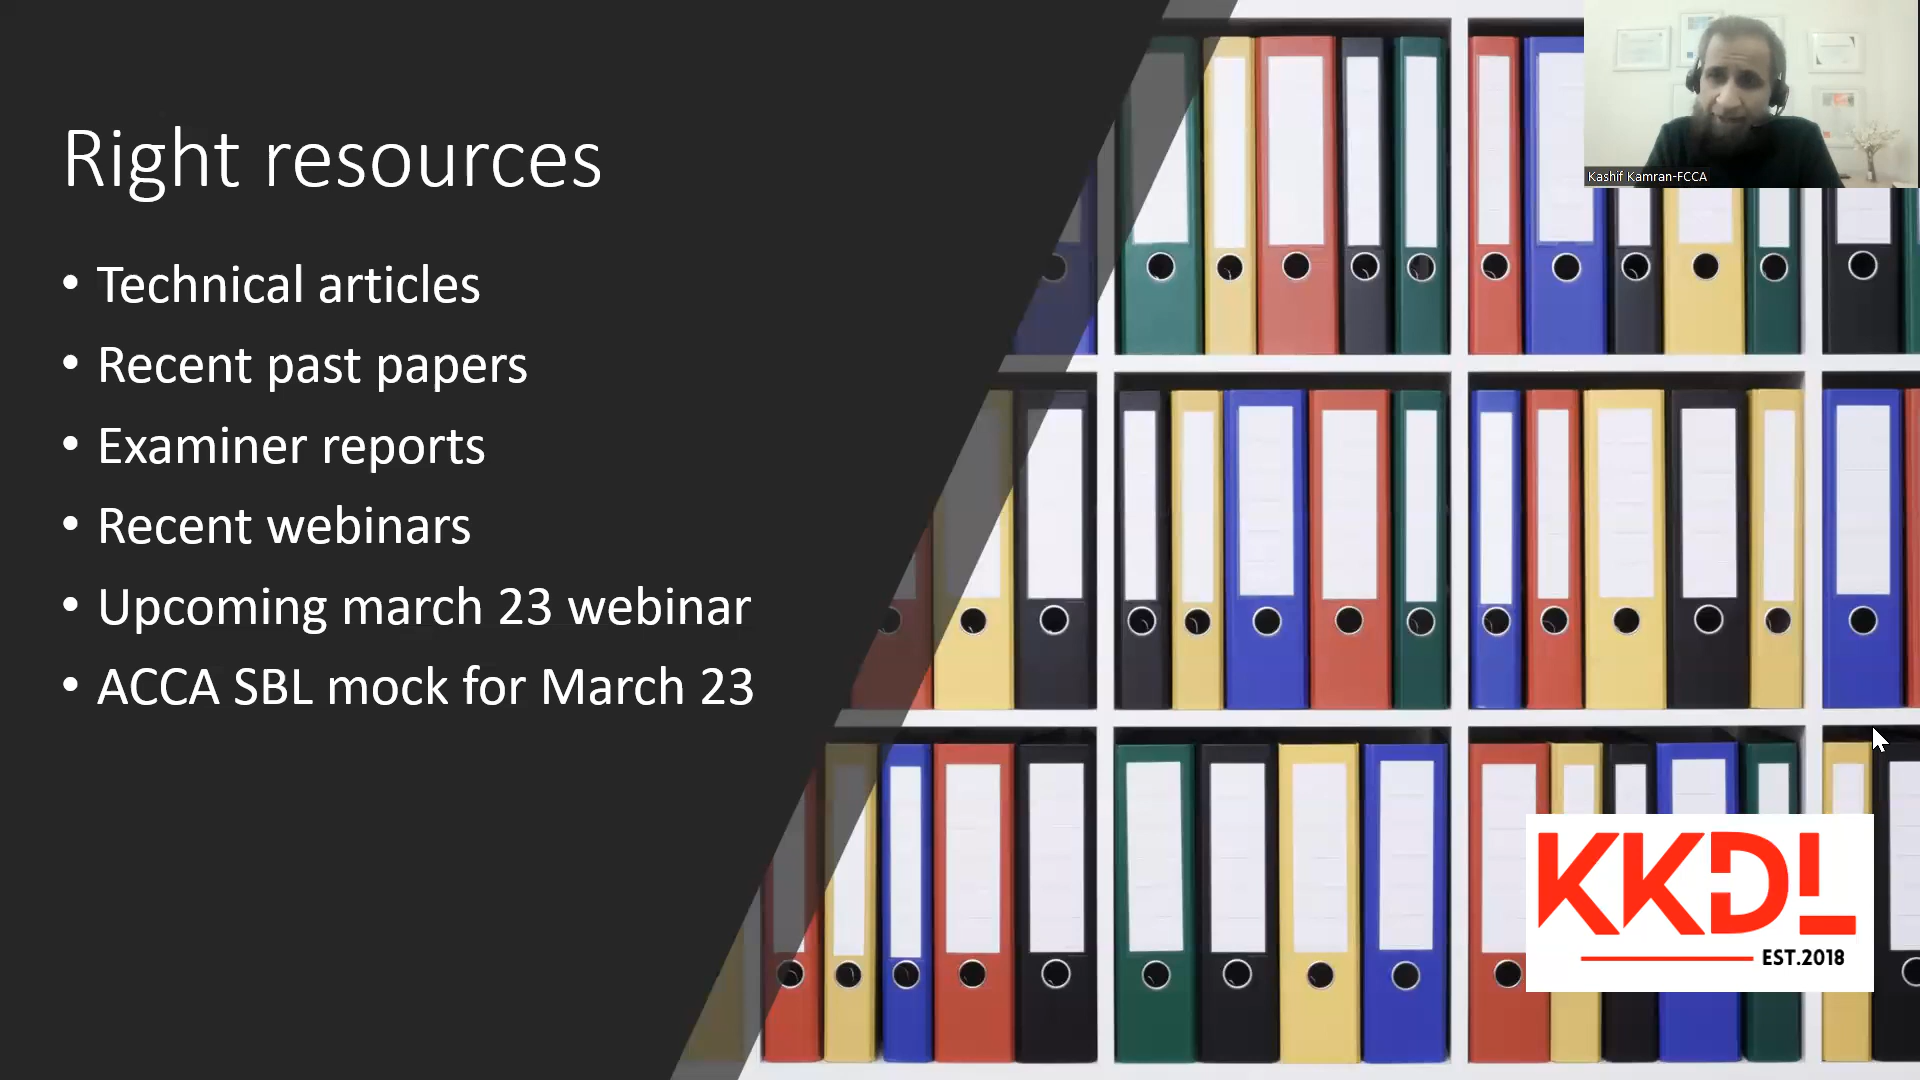 Right resources
• Technical articles
• Recent past papers
• Examiner reports
• Recent webinars
• Upcoming march 23 webinar
• ACCA SBL mock for March 23
Kashif Kamran-FCCA
KKDL
EST.2018